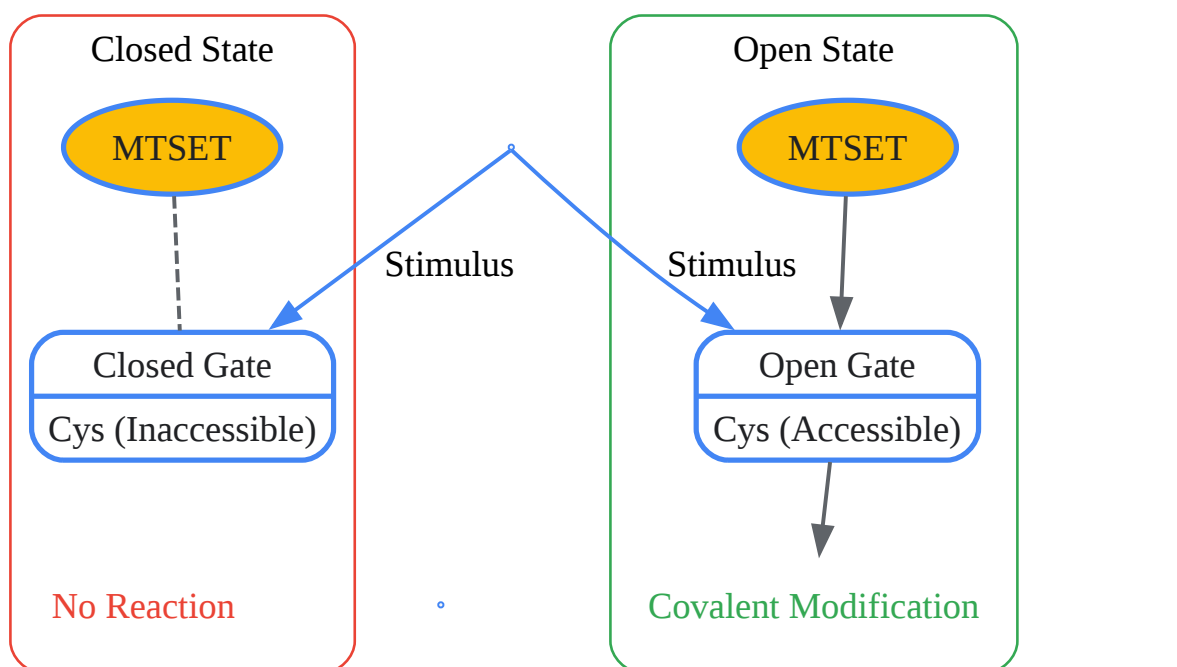 Closed State
MTSET
Stimulus
Closed Gate
Cys (Inaccessible)
No Reaction
Open State
MTSET
Stimulus
Open Gate
Cys (Accessible)
Covalent Modification